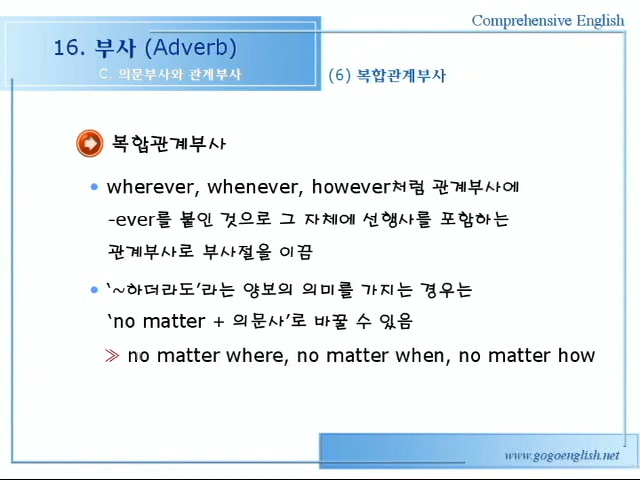 Comprehensive English
16. 부사 (Adverb)
C. 의문부사와 관계부사
(6) 복합관계부사
복합관계부사
• wherever, whenever, however처럼 관계부사에
-ever를 붙인 것으로 그 자체에 선행사를 포함하는
관계부사로 부사절을 이끔
• ‘~하더라도’라는 양보의 의미를 가지는 경우는
‘no matter + 의문사’로 바꿀 수 있음
≫ no matter where, no matter when, no matter how
www.gogoenglish.net